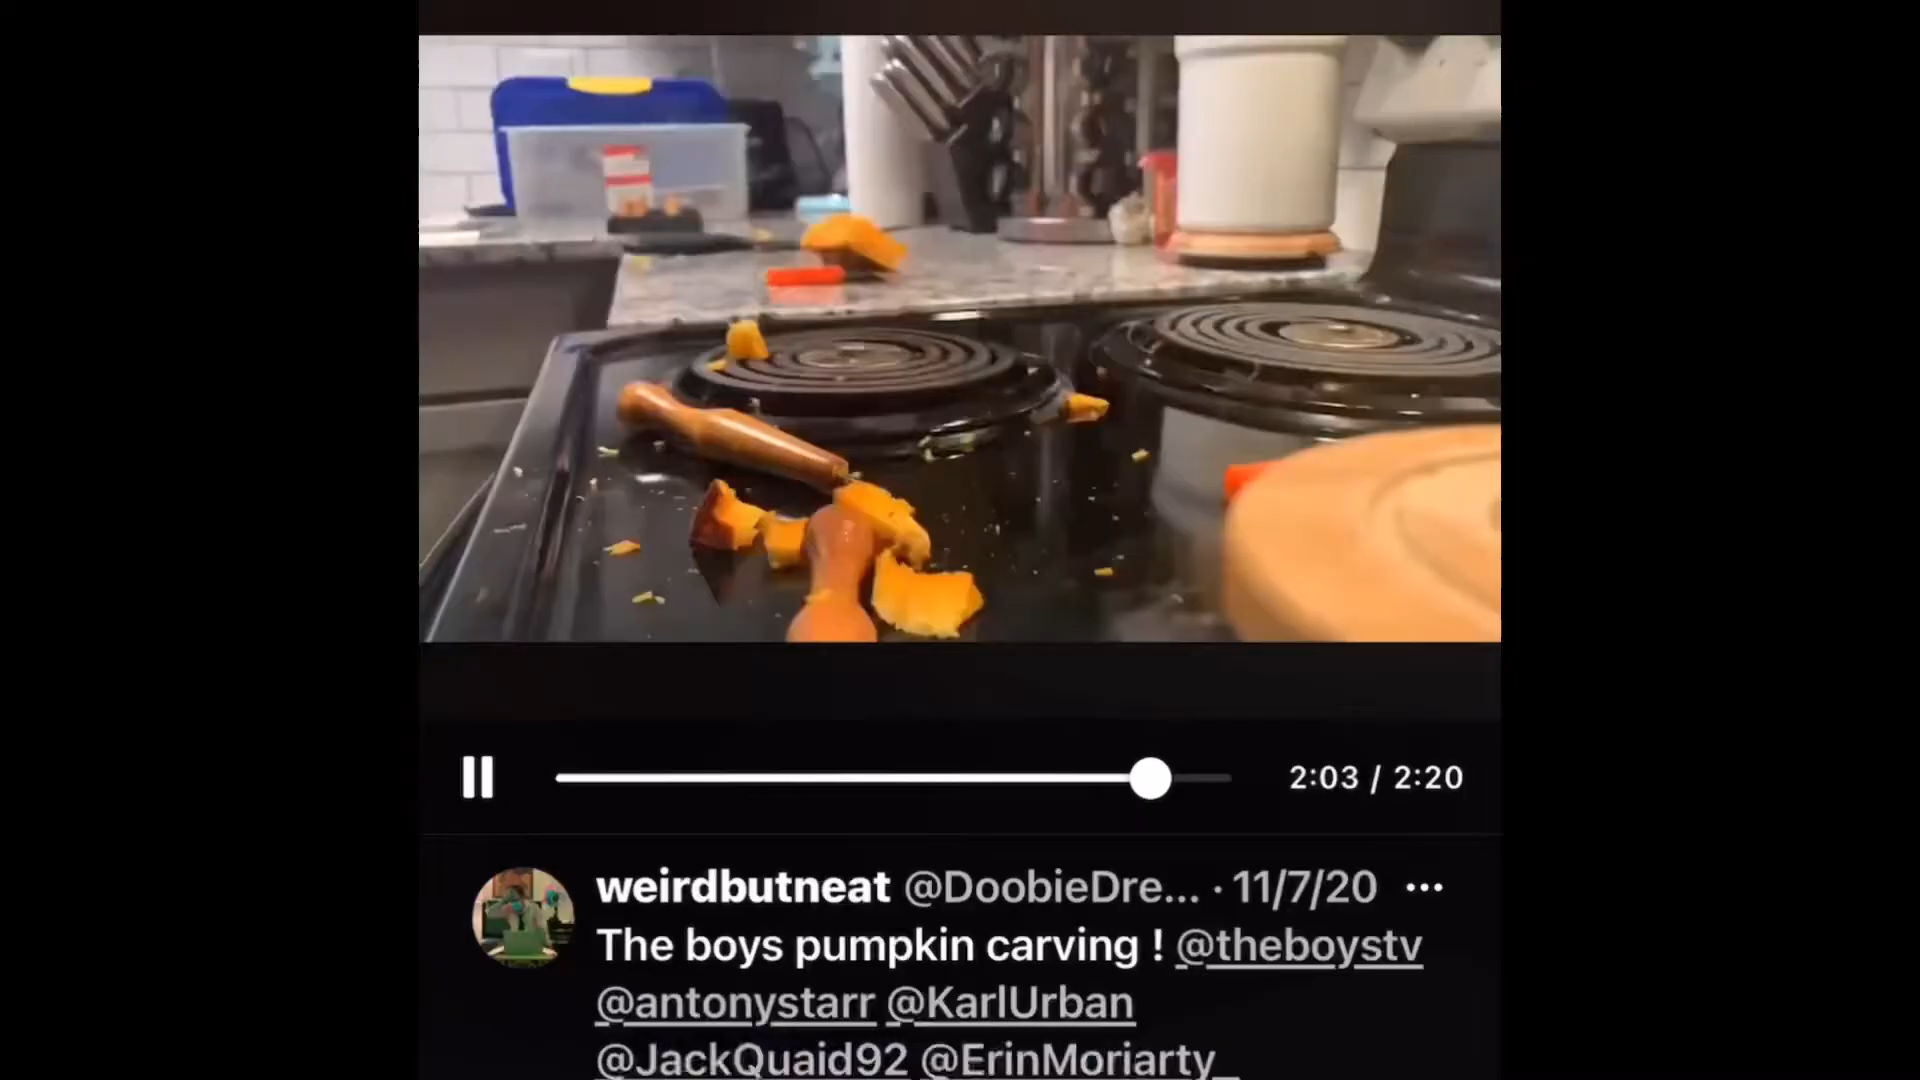 2:03 / 2:20
weirdbutneat @DoobieDre... · 11/7/20 •••
The boys pumpkin carving ! @theboystv
@antonystarr @KarlUrban
@JackQuaid92 @ErinMoriarty_